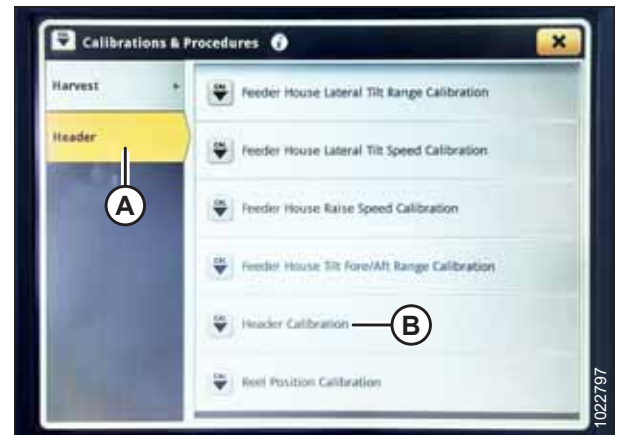 Calibrations & Procedures
Harvest
Header
A
Feeder House Lateral Tilt Range Calibration
Feeder House Lateral Tilt Speed Calibration
Feeder House Raise Speed Calibration
Feeder House Tilt Fore/Aft Range Calibration
Header Calibration
B
Reel Position Calibration
1022797